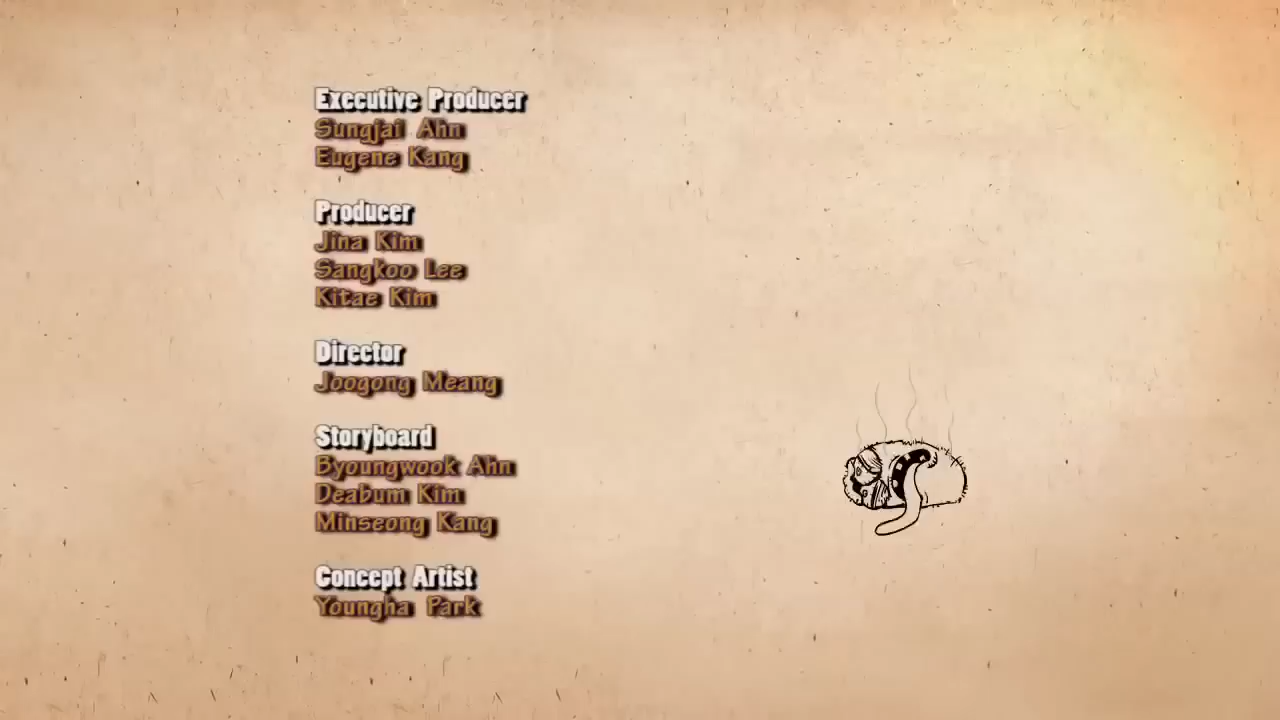 Executive Producer
Sungjai Ahn
Eugene Kang
Producer
Jina Kim
Sangkoo Lee
Kitae Kim
Director
Joogong Meang
Storyboard
Byoungwook Ahn
Deabum Kim
Minseong Kang
Concept Artist
Youngha Park